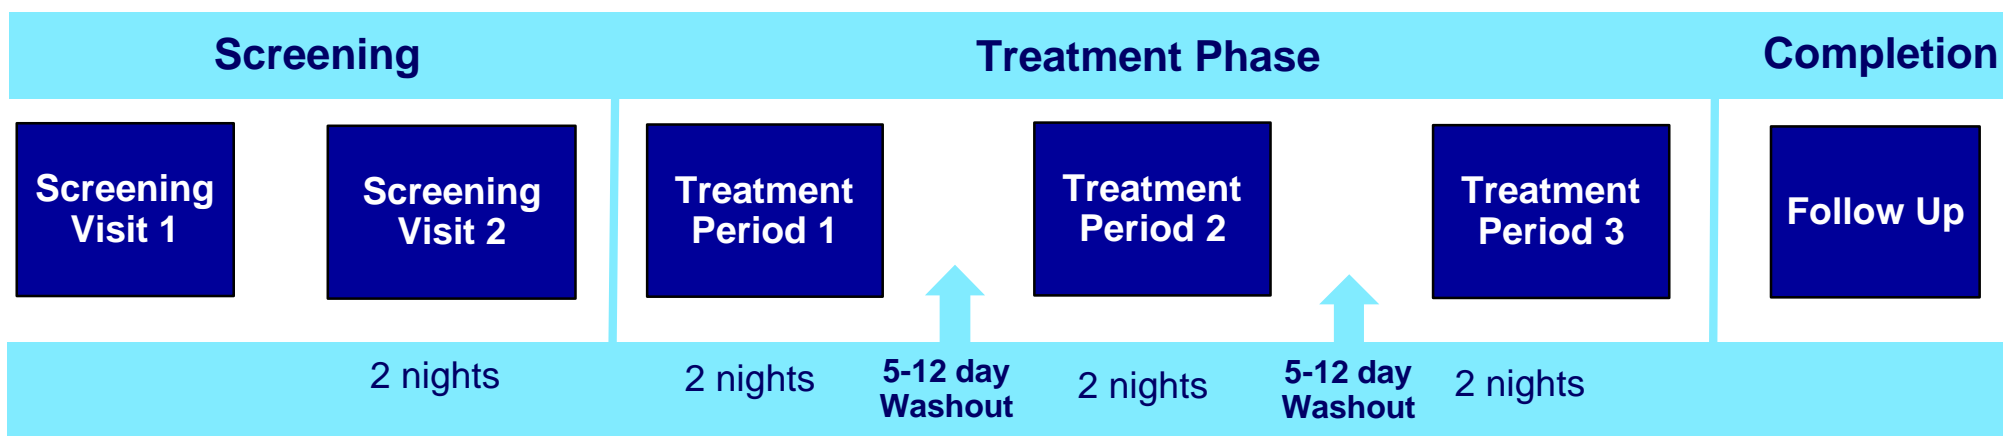 Screening
Treatment Phase
Completion
Screening
Visit 1
Screening
Visit 2
Treatment
Period 1
Treatment
Period 2
Treatment
Period 3
Follow Up
2 nights
2 nights
5-12 day
Washout
2 nights
5-12 day
Washout
2 nights